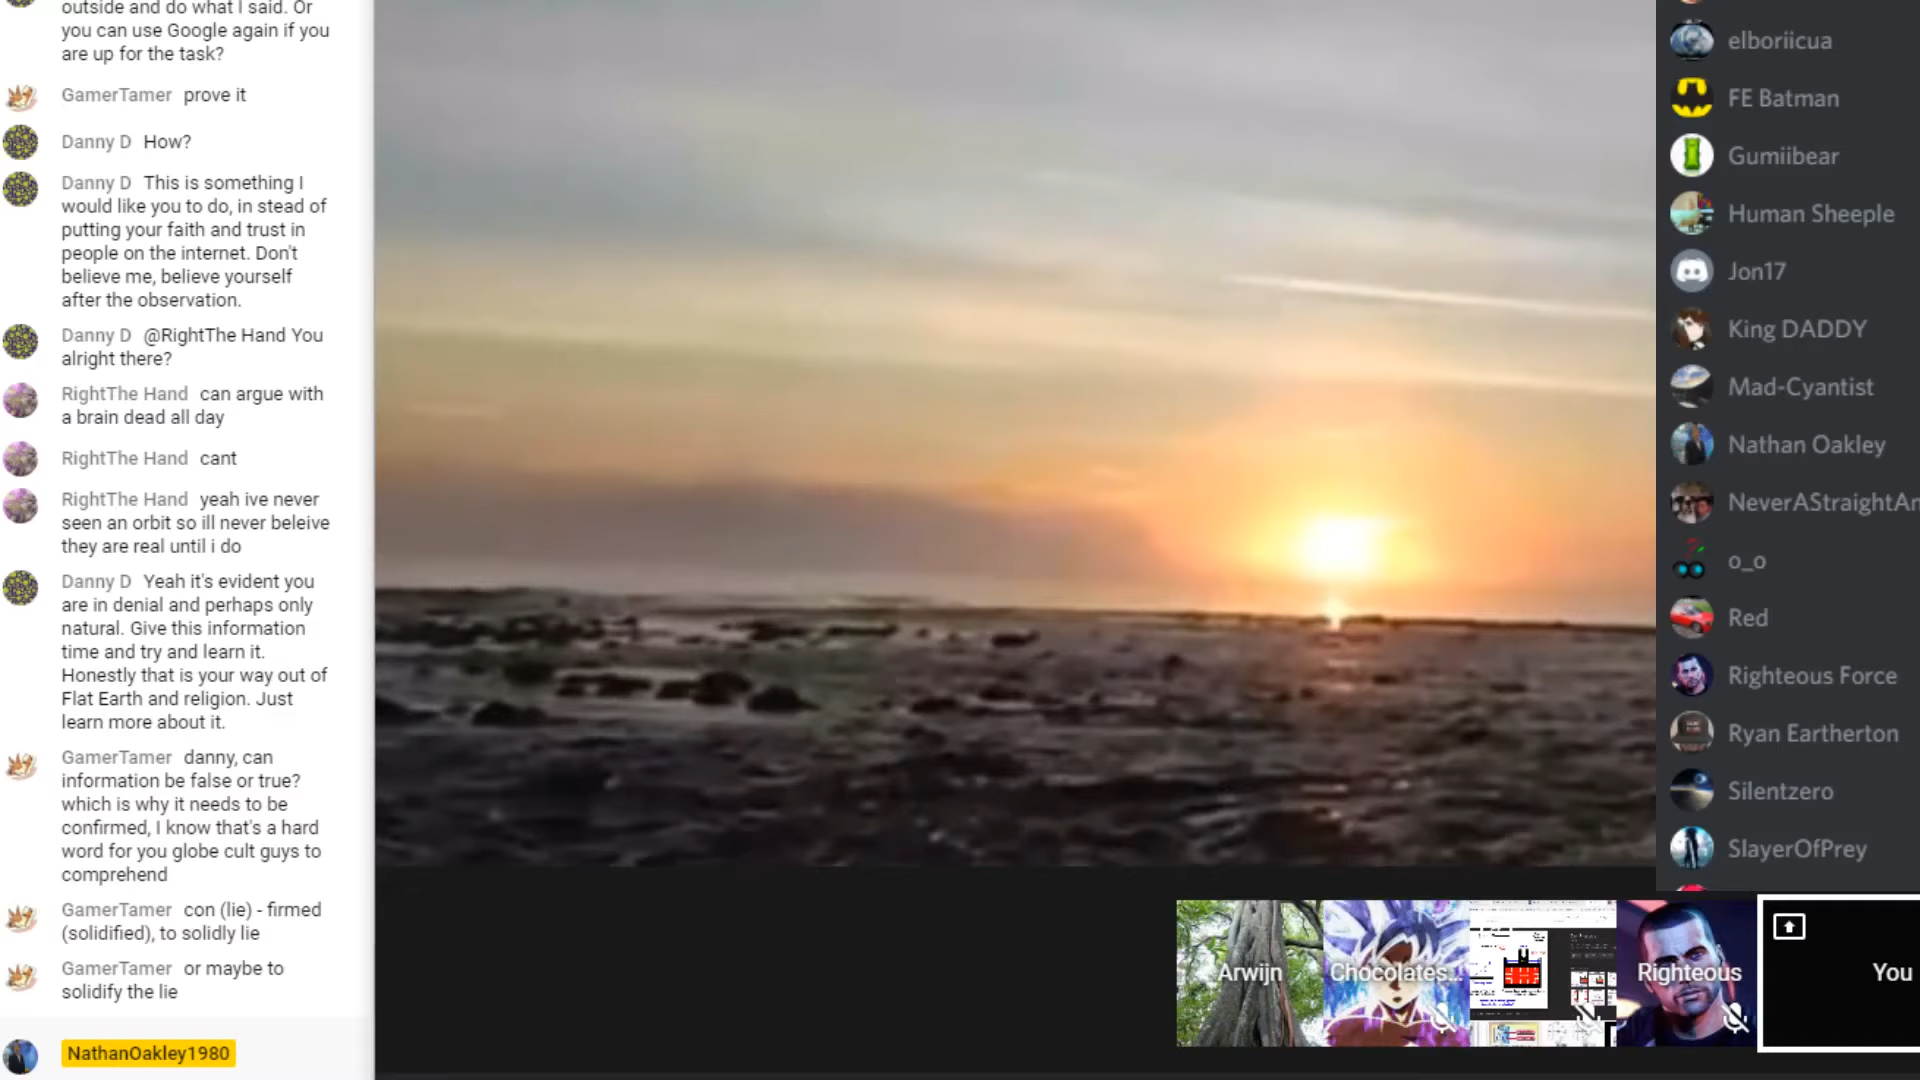 outside and do what I said. Or
you can use Google again if you
are up for the task?
GamerTamer prove it
Danny D How?
Danny D This is something I
would like you to do, in stead of
putting your faith and trust in
people on the internet. Don't
believe me, believe yourself
after the observation.
Danny D @RightThe Hand You
alright there?
RightThe Hand can argue with
a brain dead all day
RightThe Hand cant
RightThe Hand yeah ive never
seen an orbit so ill never beleive
they are real until i do
Danny D Yeah it's evident you
are in denial and perhaps only
natural. Give this information
time and try and learn it.
Honestly that is your way out of
Flat Earth and religion. Just
learn more about it.
GamerTamer danny, can
information be false or true?
which is why it needs to be
confirmed, I know that's a hard
word for you globe cult guys to
comprehend
GamerTamer con (lie) - firmed
(solidified), to solidly lie
GamerTamer or maybe to
solidify the lie
NathanOakley1980
elboriicua
FE Batman
Gumiibear
Human Sheeple
Jon17
King DADDY
Mad-Cyantist
Nathan Oakley
NeverAStraightAn
o_o
Red
Righteous Force
Ryan Eartherton
Silentzero
SlayerOfPrey
Arwijn
Chocolates...
Righteous
You